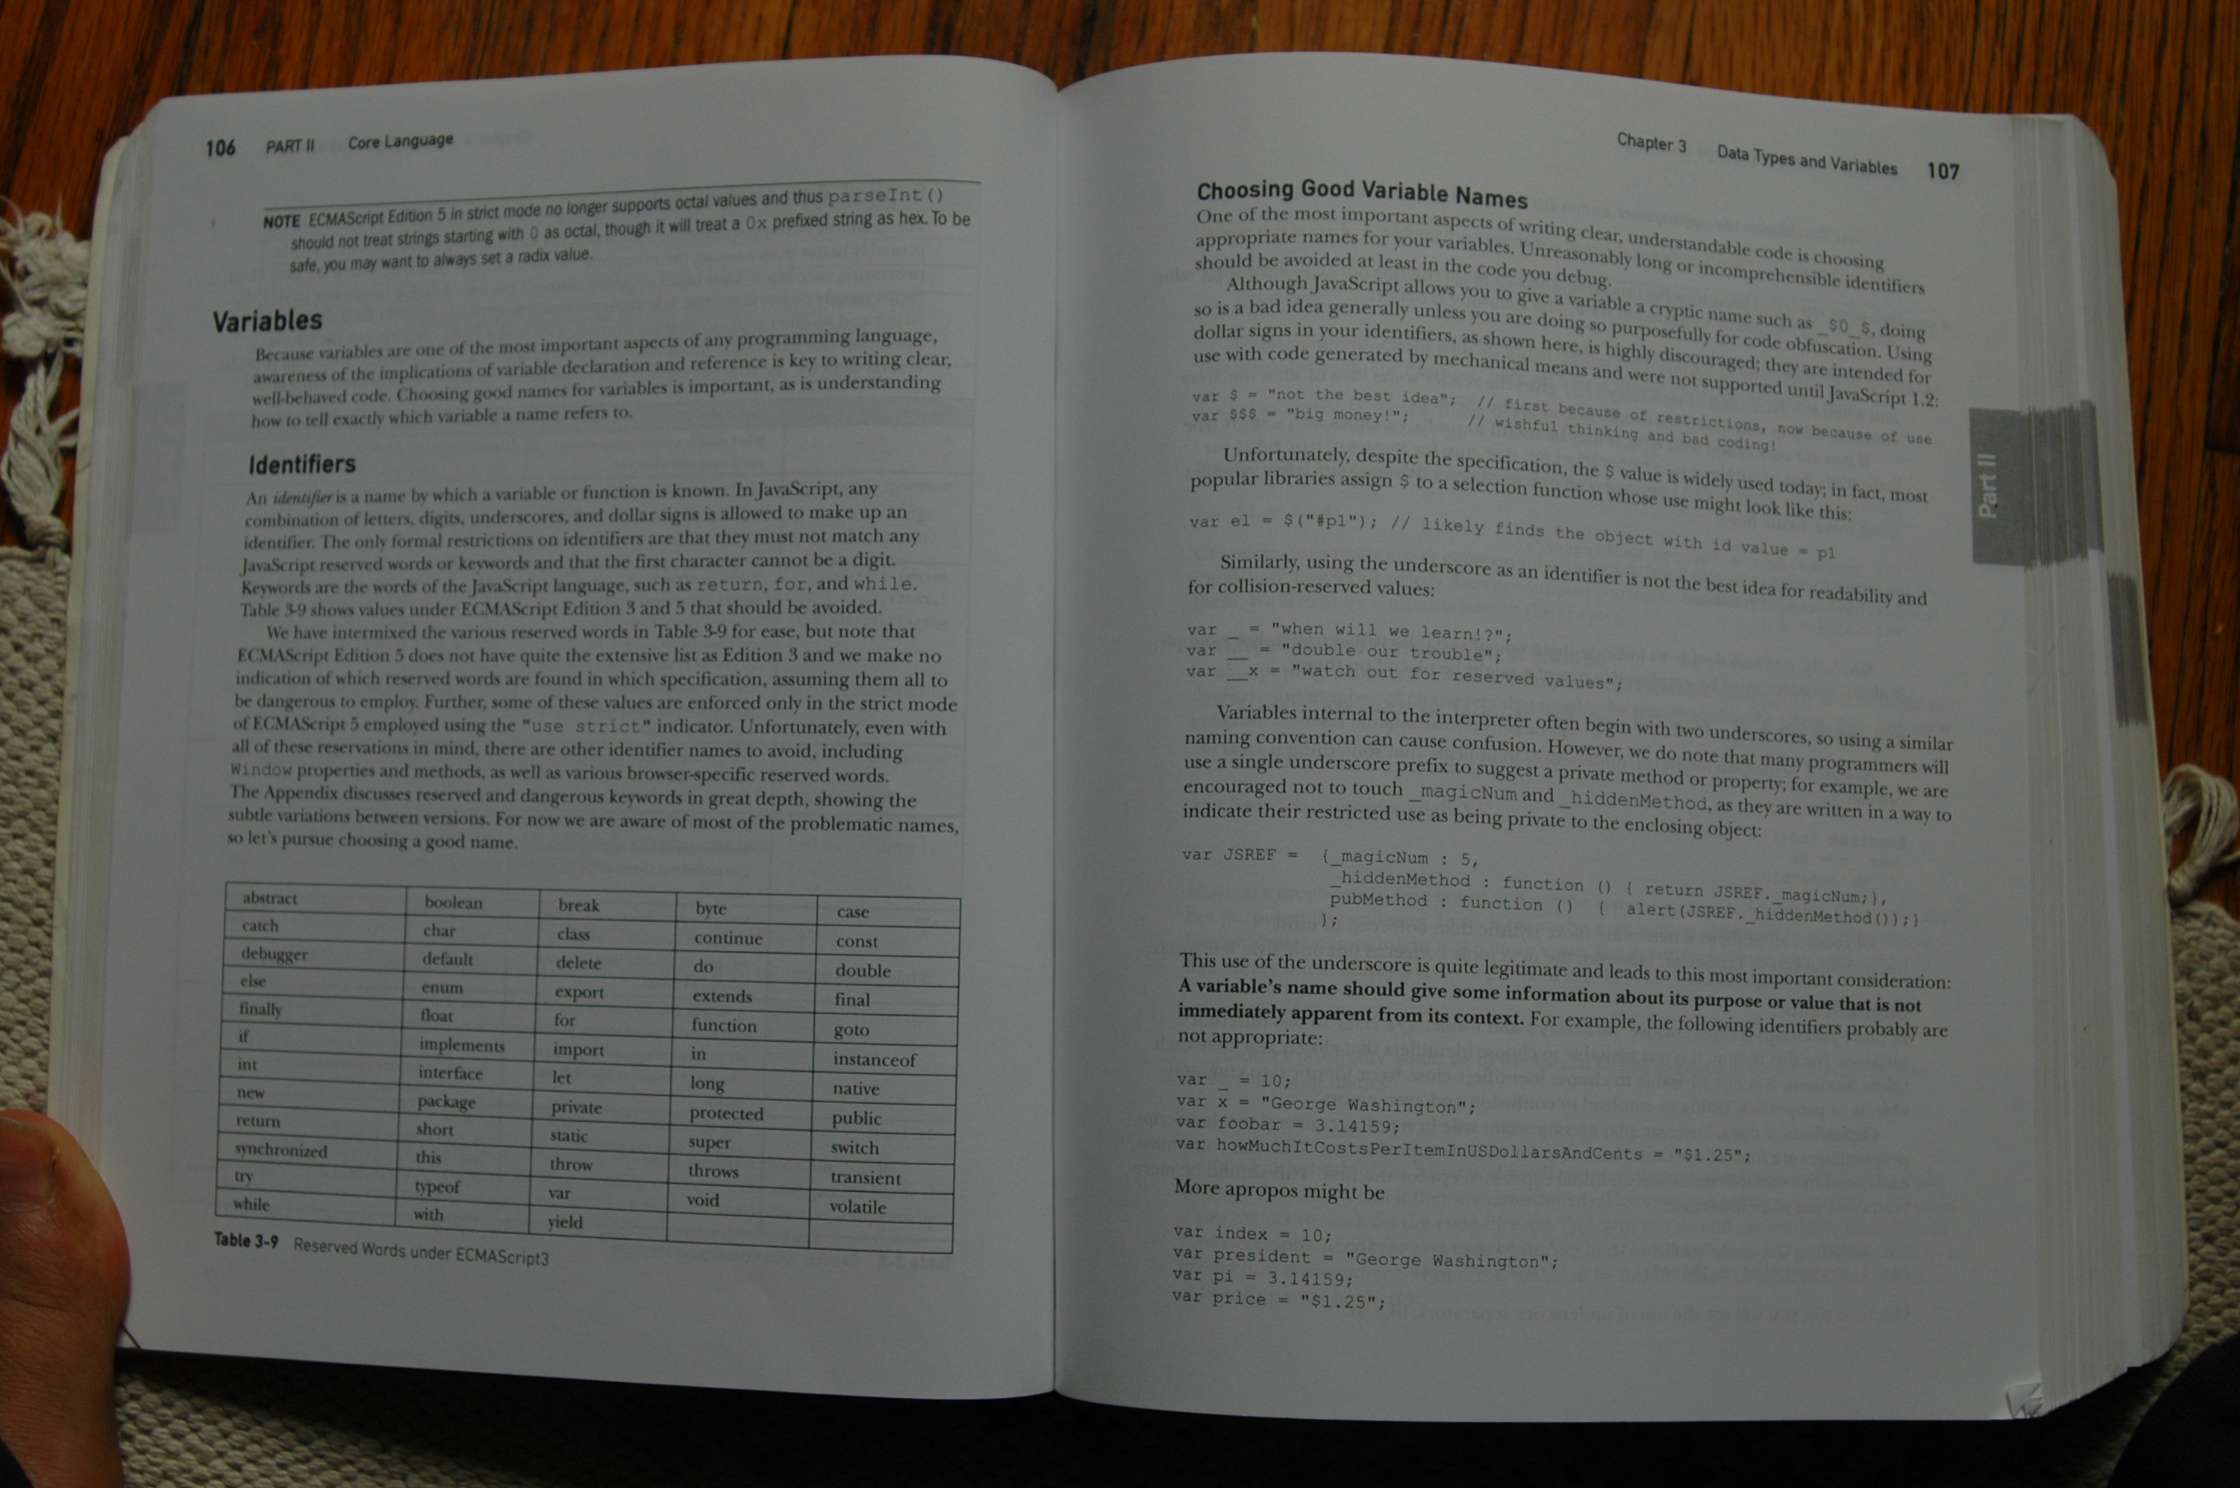 106 PART II Core Language
NOTE ECMAScript Edition 5 in strict mode no longer supports octal values and thus parseInt()
should not treat strings starting with 0 as octal, though it will treat a 0x prefixed string as hex. To be
safe, you may want to always set a radix value.
Variables
Because variables are one of the most important aspects of any programming language,
awareness of the implications of variable declaration and reference is key to writing clear,
well-behaved code. Choosing good names for variables is important, as is understanding
how to tell exactly which variable a name refers to.
Identifiers
An identifier is a name by which a variable or function is known. In JavaScript, any
combination of letters, digits, underscores, and dollar signs is allowed to make up an
identifier. The only formal restrictions on identifiers are that they must not match any
JavaScript reserved words or keywords and that the first character cannot be a digit.
Keywords are the words of the JavaScript language, such as return, for, and while.
Table 3-9 shows values under ECMAScript Edition 3 and 5 that should be avoided.
We have intermixed the various reserved words in Table 3-9 for ease, but note that
ECMAScript Edition 5 does not have quite the extensive list as Edition 3 and we make no
indication of which reserved words are found in which specification, assuming them all to
be dangerous to employ. Further, some of these values are enforced only in the strict mode
of ECMAScript 5 employed using the "use strict" indicator. Unfortunately, even with
all of these reservations in mind, there are other identifier names to avoid, including
Window properties and methods, as well as various browser-specific reserved words.
The Appendix discusses reserved and dangerous keywords in great depth, showing the
subtle variations between versions. For now we are aware of most of the problematic names,
so let's pursue choosing a good name.
abstract boolean break byte case
catch char class continue const
debugger default delete do double
else enum export extends final
finally float for function goto
if implements import in instanceof
int interface let long native
new package private protected public
return short static super switch
synchronized this throw throws transient
try typeof var void volatile
while with yield
Table 3-9 Reserved Words under ECMAScript3
Chapter 3 Data Types and Variables 107
Choosing Good Variable Names
One of the most important aspects of writing clear, understandable code is choosing
appropriate names for your variables. Unreasonably long or incomprehensible identifiers
should be avoided at least in the code you debug.
Although JavaScript allows you to give a variable a cryptic name such as _$0_$, doing
so is a bad idea generally unless you are doing so purposefully for code obfuscation. Using
dollar signs in your identifiers, as shown here, is highly discouraged; they are intended for
use with code generated by mechanical means and were not supported until JavaScript 1.2:
var $ = "not the best idea"; // first because of restrictions, now because of use
var $$$ = "big money!"; // wishful thinking and bad coding!
Unfortunately, despite the specification, the $ value is widely used today; in fact, most
popular libraries assign $ to a selection function whose use might look like this:
var el = $("#p1"); // likely finds the object with id value = p1
Similarly, using the underscore as an identifier is not the best idea for readability and
for collision-reserved values:
var _ = "when will we learn!?";
var __ = "double our trouble";
var __x = "watch out for reserved values";
Variables internal to the interpreter often begin with two underscores, so using a similar
naming convention can cause confusion. However, we do note that many programmers will
use a single underscore prefix to suggest a private method or property; for example, we are
encouraged not to touch _magicNum and _hiddenMethod, as they are written in a way to
indicate their restricted use as being private to the enclosing object:
var JSREF = {_magicNum : 5,
_hiddenMethod : function () { return JSREF._magicNum;},
pubMethod : function () { alert(JSREF._hiddenMethod());}
};
This use of the underscore is quite legitimate and leads to this most important consideration:
A variable's name should give some information about its purpose or value that is not
immediately apparent from its context. For example, the following identifiers probably are
not appropriate:
var _ = 10;
var x = "George Washington";
var foobar = 3.14159;
var howMuchItCostsPerItemInUSDollarsAndCents = "$1.25";
More apropos might be
var index = 10;
var president = "George Washington";
var pi = 3.14159;
var price = "$1.25";
Part II